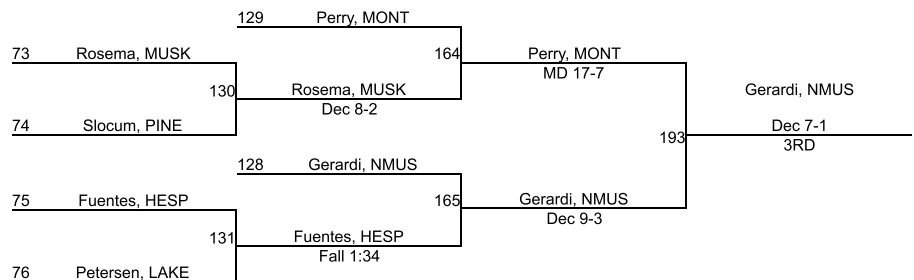 129 Perry, MONT
73 Rosema, MUSK
164 Perry, MONT
MD 17-7
130 Rosema, MUSK
Dec 8-2
Gerardi, NMUS
74 Slocum, PINE
Dec 7-1
193
3RD
128 Gerardi, NMUS
75 Fuentes, HESP
165 Gerardi, NMUS
Dec 9-3
131 Fuentes, HESP
Fall 1:34
76 Petersen, LAKE